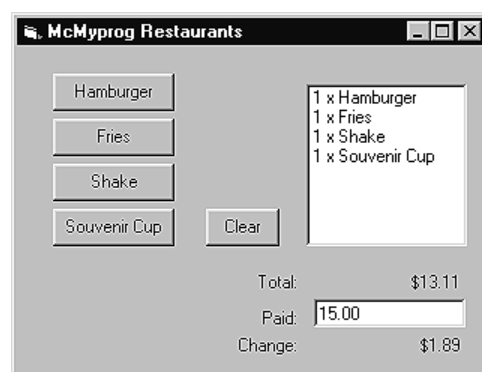 McMyprog Restaurants
Hamburger
Fries
Shake
Souvenir Cup
Clear
1 x Hamburger
1 x Fries
1 x Shake
1 x Souvenir Cup
Total: $13.11
Paid: 15.00
Change: $1.89